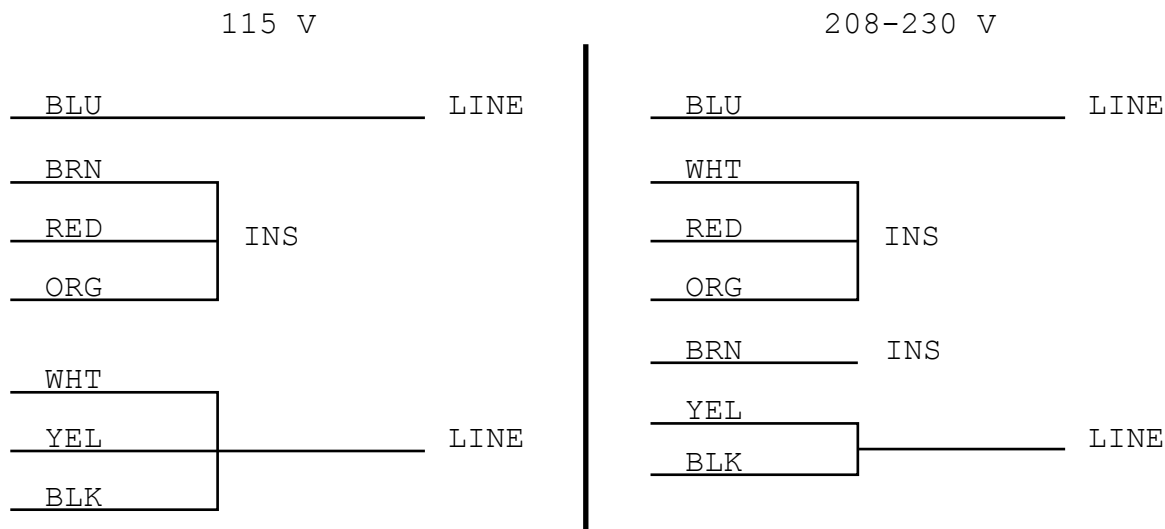 115 V
BLU LINE
BRN
RED INS
ORG
WHT
YEL LINE
BLK
208-230 V
BLU LINE
WHT
RED INS
ORG
BRN INS
YEL
LINE
BLK